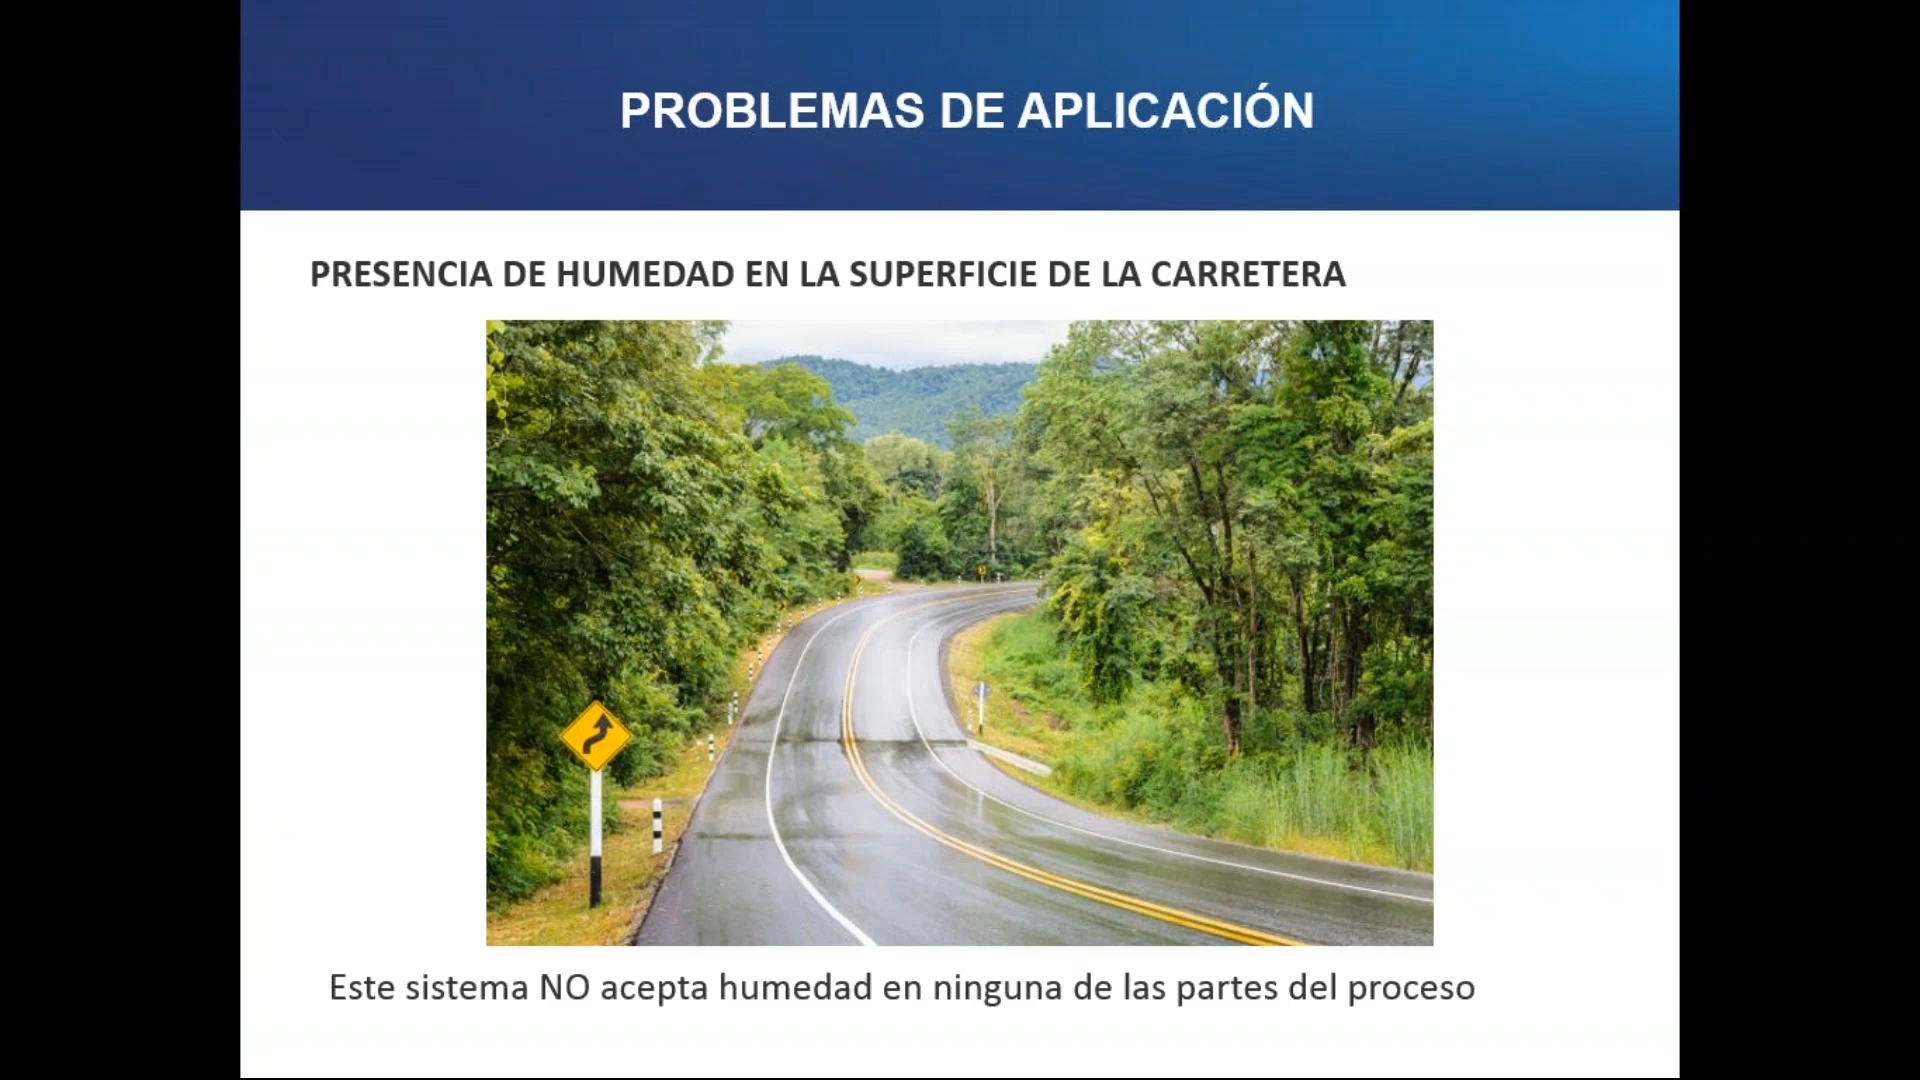 PROBLEMAS DE APLICACIÓN
PRESENCIA DE HUMEDAD EN LA SUPERFICIE DE LA CARRETERA
Este sistema NO acepta humedad en ninguna de las partes del proceso